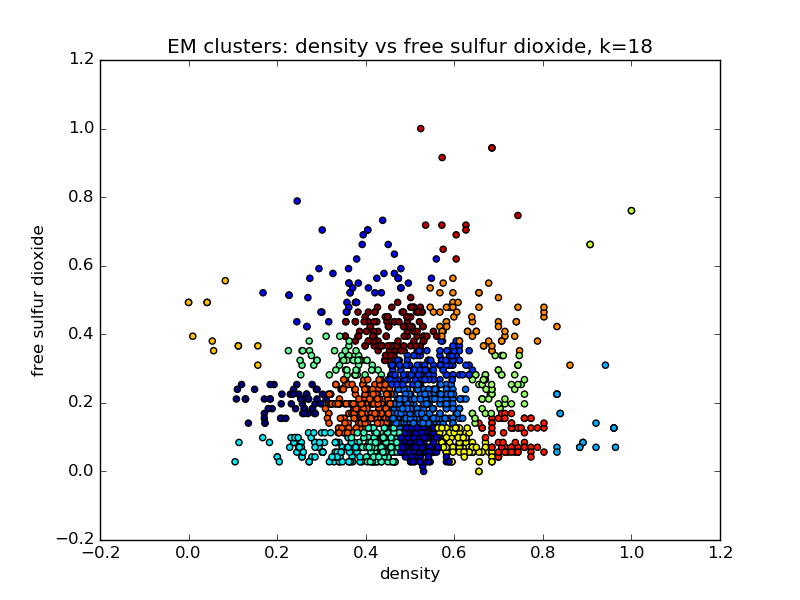 EM clusters: density vs free sulfur dioxide, k=18
1.2
1.0
0.8
0.6
0.4
0.2
0.0
−0.2
free sulfur dioxide
−0.2 0.0 0.2 0.4 0.6 0.8 1.0 1.2
density